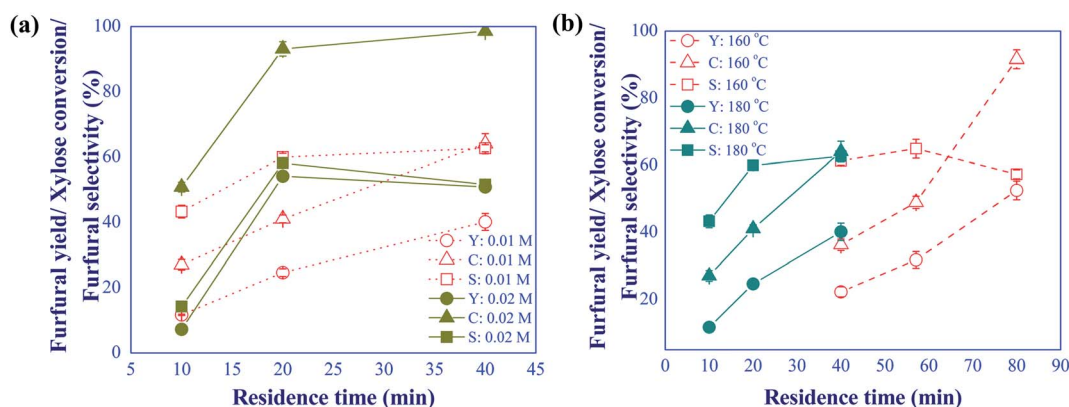 (a)
Furfural yield/ Xylose conversion/
Furfural selectivity (%)
100
80
60
40
20
0
Y: 0.01 M
C: 0.01 M
S: 0.01 M
Y: 0.02 M
C: 0.02 M
S: 0.02 M
5 10 15 20 25 30 35 40 45
Residence time (min)
(b)
Furfural yield/ Xylose conversion/
Furfural selectivity (%)
100
80
60
40
20
Y: 160 °C
C: 160 °C
S: 160 °C
Y: 180 °C
C: 180 °C
S: 180 °C
0 10 20 30 40 50 60 70 80 90
Residence time (min)